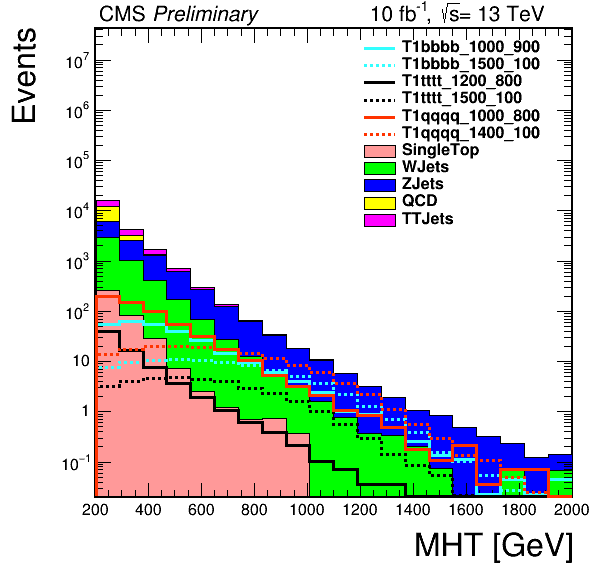 CMS Preliminary 10 fb⁻¹, √s= 13 TeV
Events
T1bbbb_1000_900
T1bbbb_1500_100
T1tttt_1200_800
T1tttt_1500_100
T1qqqq_1000_800
T1qqqq_1400_100
SingleTop
WJets
ZJets
QCD
TTJets
10⁷
10⁶
10⁵
10⁴
10³
10²
10
1
10⁻¹
200 400 600 800 1000 1200 1400 1600 1800 2000
MHT [GeV]